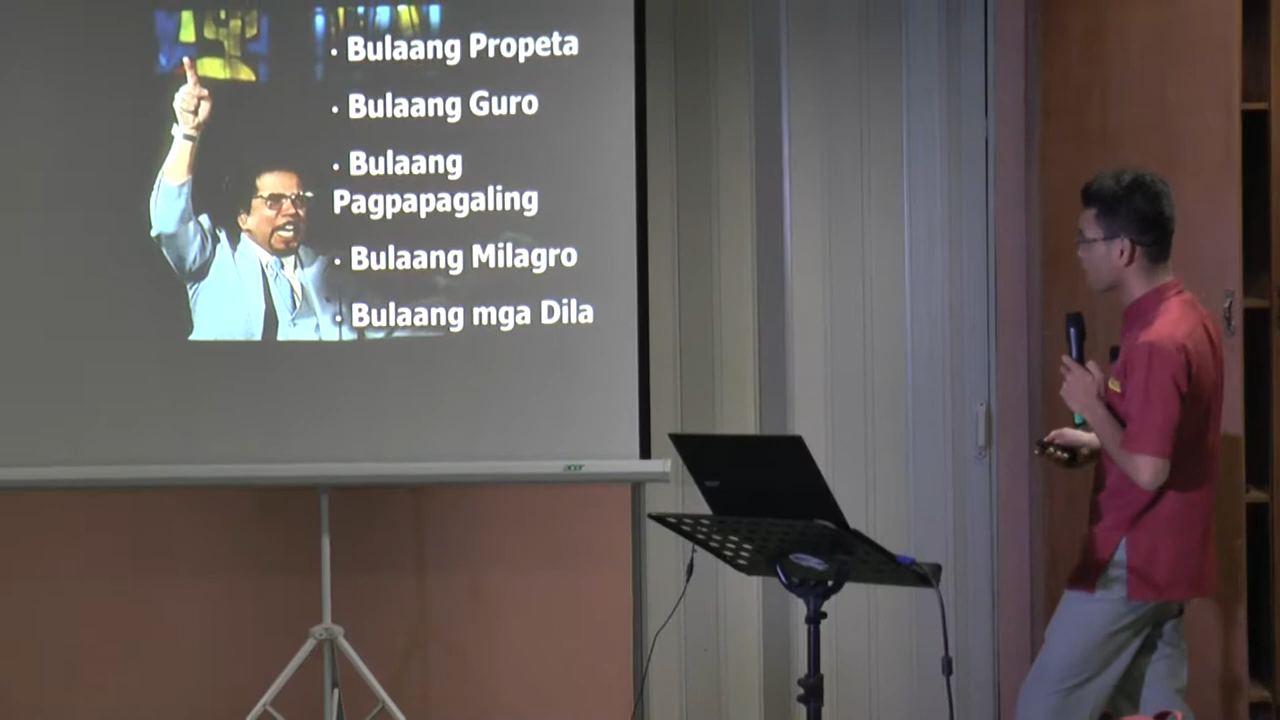 · Bulaang Propeta
· Bulaang Guro
· Bulaang
Pagpapagaling
· Bulaang Milagro
· Bulaang mga Dila
acer